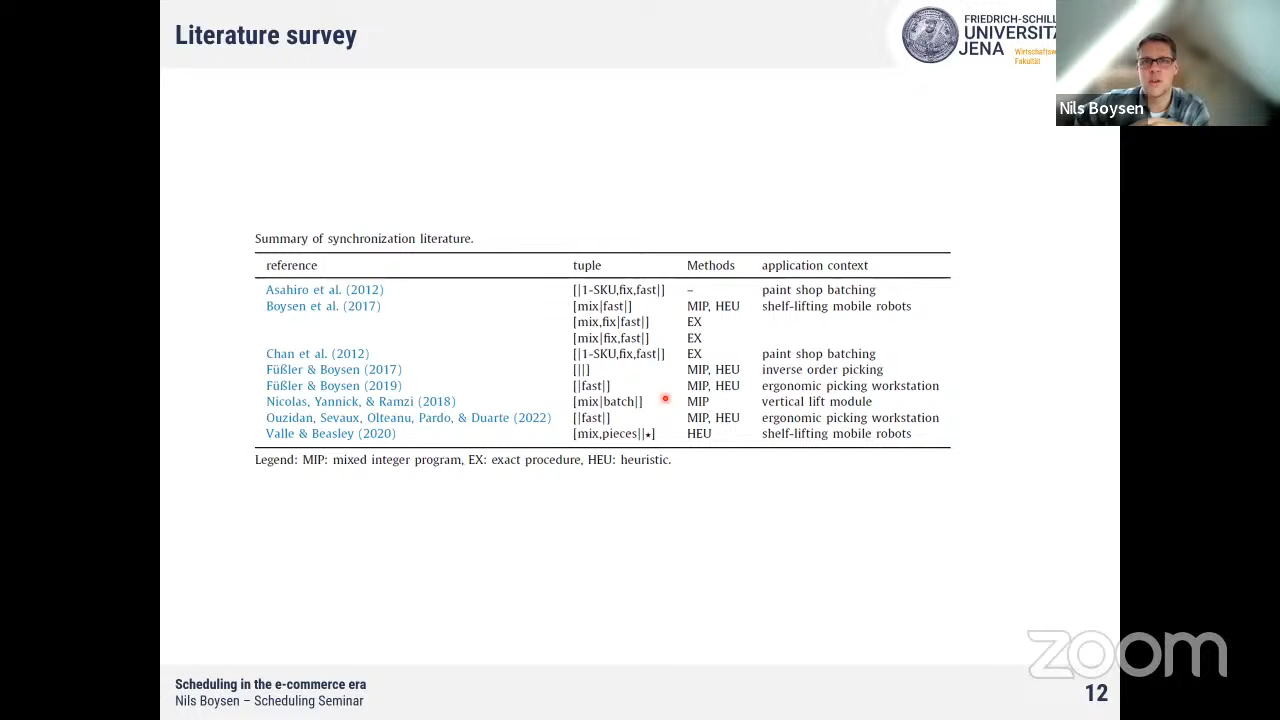 Literature survey
FRIEDRICH-SCHILL
UNIVERSITÄ
JENA
Wirtschaftsw
Fakultät
Nils Boysen
Summary of synchronization literature.
reference tuple Methods application context
Asahiro et al. (2012) [|1-SKU,fix,fast|] – paint shop batching
Boysen et al. (2017) [mix|fast|] MIP, HEU shelf-lifting mobile robots
[mix,fix|fast|] EX
[mix|fix,fast|] EX
Chan et al. (2012) [|1-SKU,fix,fast|] EX paint shop batching
Füßler & Boysen (2017) [||] MIP, HEU inverse order picking
Füßler & Boysen (2019) [|fast|] MIP, HEU ergonomic picking workstation
Nicolas, Yannick, & Ramzi (2018) [mix|batch|] MIP vertical lift module
Ouzidan, Sevaux, Olteanu, Pardo, & Duarte (2022) [|fast|] MIP, HEU ergonomic picking workstation
Valle & Beasley (2020) [mix,pieces||⋆] HEU shelf-lifting mobile robots
Legend: MIP: mixed integer program, EX: exact procedure, HEU: heuristic.
zoom
Scheduling in the e-commerce era
Nils Boysen – Scheduling Seminar
12